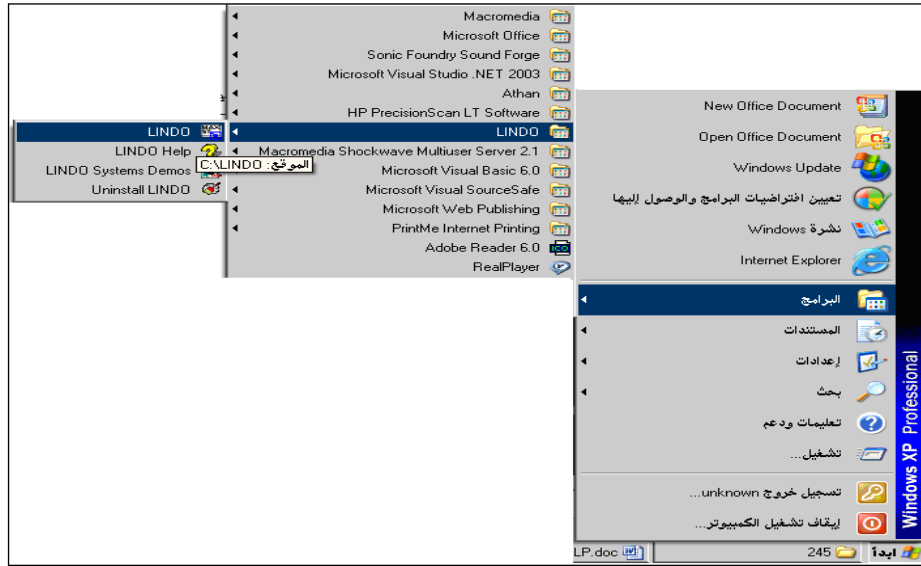 Macromedia
Microsoft Office
Sonic Foundry Sound Forge
Microsoft Visual Studio .NET 2003
Athan
HP PrecisionScan LT Software
LINDO
Macromedia Shockwave Multiuser Server 2.1
Microsoft Visual Basic 6.0
Microsoft Visual SourceSafe
Microsoft Web Publishing
PrintMe Internet Printing
Adobe Reader 6.0
RealPlayer
LINDO
LINDO Help
LINDO Systems Demos
Uninstall LINDO
الموقع: C:\LINDO
New Office Document
Open Office Document
Windows Update
تعيين افتراضيات البرامج والوصول إليها
نشرة Windows
Internet Explorer
البرامج
المستندات
إعدادات
بحث
تعليمات ودعم
تشغيل...
تسجيل خروج unknown...
إيقاف تشغيل الكمبيوتر...
Windows XP Professional
ابدأ
245
LP.doc